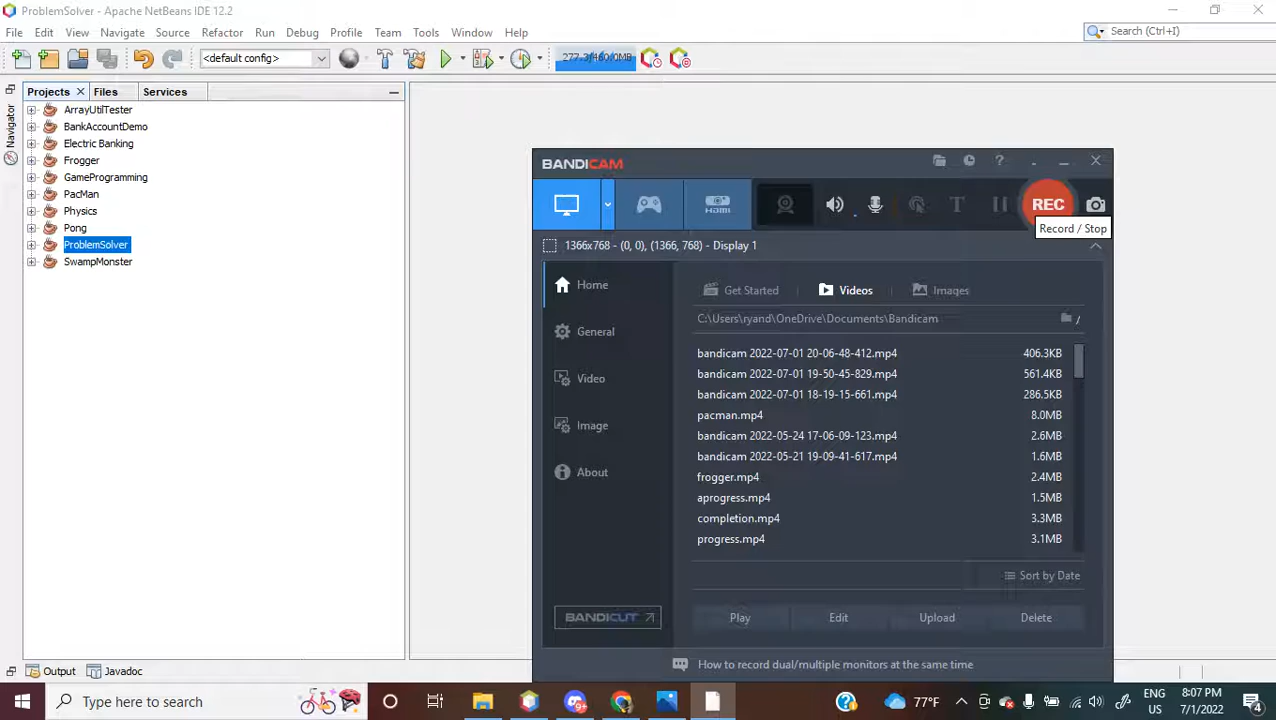 ProblemSolver - Apache NetBeans IDE 12.2
File Edit View Navigate Source Refactor Run Debug Profile Team Tools Window Help
Search (Ctrl+I)
<default config>
Projects Files Services
Navigator
ArrayUtilTester
BankAccountDemo
Electric Banking
Frogger
GameProgramming
PacMan
Physics
Pong
ProblemSolver
SwampMonster
BANDICAM
?
HDMI
T
REC
Record / Stop
1366x768 - (0, 0), (1366, 768) - Display 1
Home
General
Video
Image
About
BANDICUT
Get Started Videos Images
C:\Users\ryand\OneDrive\Documents\Bandicam /
bandicam 2022-07-01 20-06-48-412.mp4 406.3KB
bandicam 2022-07-01 19-50-45-829.mp4 561.4KB
bandicam 2022-07-01 18-19-15-661.mp4 286.5KB
pacman.mp4 8.0MB
bandicam 2022-05-24 17-06-09-123.mp4 2.6MB
bandicam 2022-05-21 19-09-41-617.mp4 1.6MB
frogger.mp4 2.4MB
aprogress.mp4 1.5MB
completion.mp4 3.3MB
progress.mp4 3.1MB
Sort by Date
Play Edit Upload Delete
How to record dual/multiple monitors at the same time
Output Javadoc
Type here to search
77°F
ENG
US
8:07 PM
7/1/2022
4